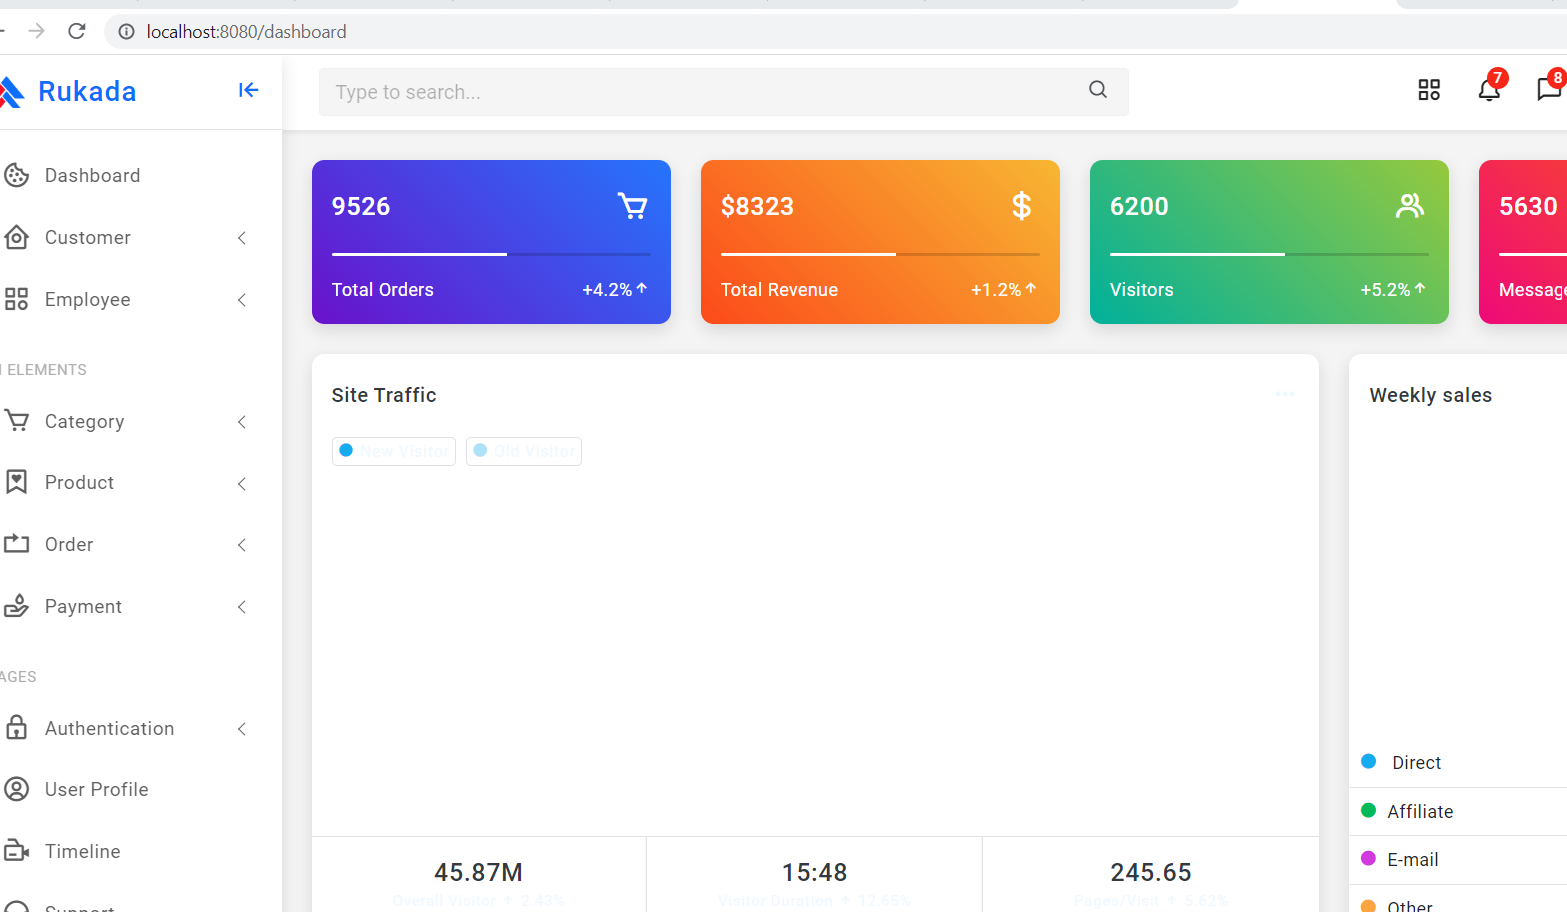 localhost:8080/dashboard
Rukada
Type to search...
7
8
Dashboard
Customer
Employee
ELEMENTS
Category
Product
Order
Payment
AGES
Authentication
User Profile
Timeline
Support
9526
Total Orders +4.2%
$8323
Total Revenue +1.2%
6200
Visitors +5.2%
5630
Message
Site Traffic
New Visitor Old Visitor
45.87M
Overall Visitor ↑ 2.43%
15:48
Visitor Duration ↑ 12.65%
245.65
Pages/Visit ↑ 5.62%
Weekly sales
Direct
Affiliate
E-mail
Other